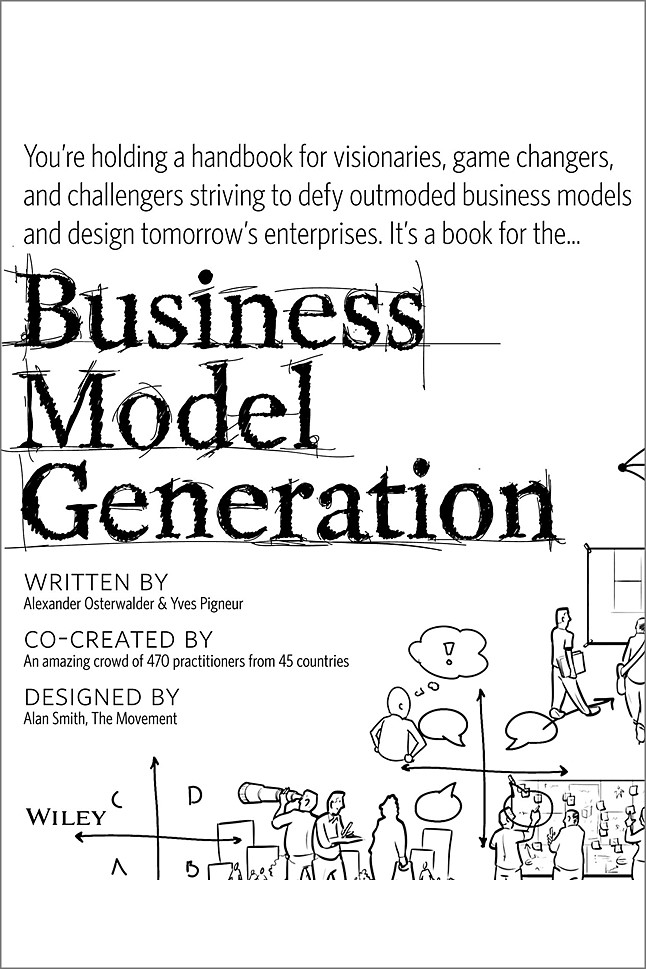 You're holding a handbook for visionaries, game changers,
and challengers striving to defy outmoded business models
and design tomorrow's enterprises. It's a book for the...
Business
Model
Generation
WRITTEN BY
Alexander Osterwalder & Yves Pigneur
CO-CREATED BY
An amazing crowd of 470 practitioners from 45 countries
DESIGNED BY
Alan Smith, The Movement
!
WILEY
C D
A B